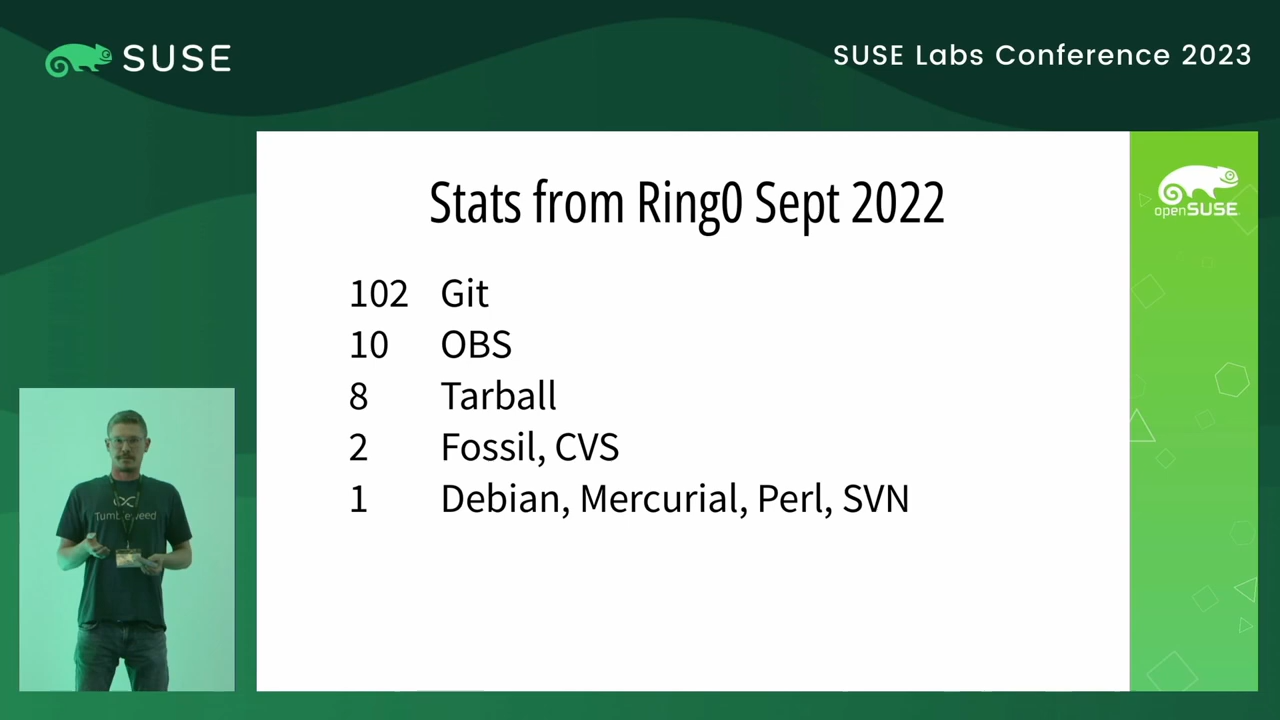 SUSE
SUSE Labs Conference 2023
Stats from Ring0 Sept 2022
openSUSE
102 Git
10 OBS
8 Tarball
2 Fossil, CVS
1 Debian, Mercurial, Perl, SVN
Tumbleweed